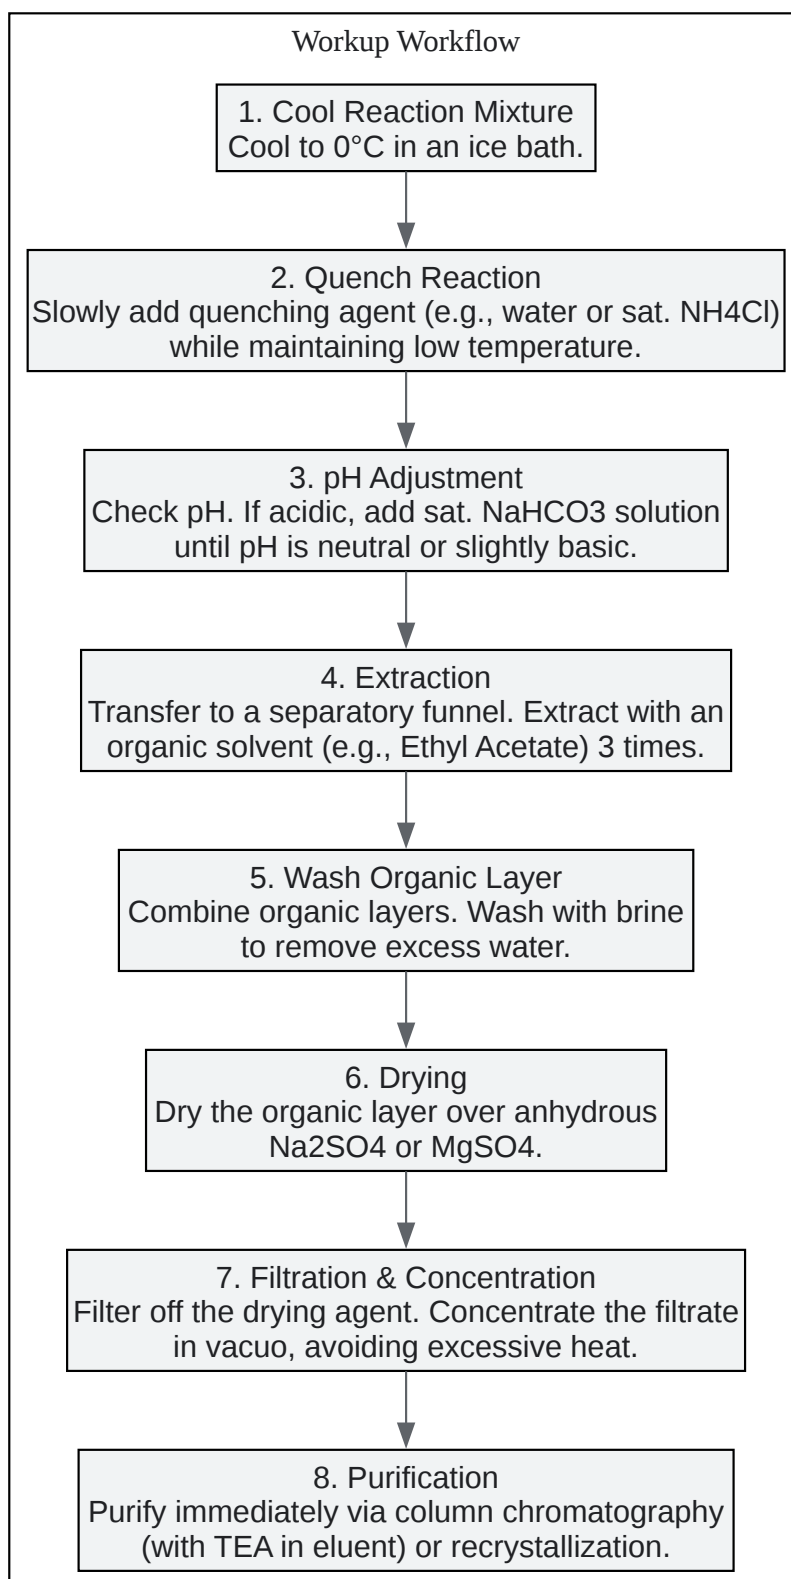 Workup Workflow
1. Cool Reaction Mixture
Cool to 0°C in an ice bath.
2. Quench Reaction
Slowly add quenching agent (e.g., water or sat. NH4Cl)
while maintaining low temperature.
3. pH Adjustment
Check pH. If acidic, add sat. NaHCO3 solution
until pH is neutral or slightly basic.
4. Extraction
Transfer to a separatory funnel. Extract with an
organic solvent (e.g., Ethyl Acetate) 3 times.
5. Wash Organic Layer
Combine organic layers. Wash with brine
to remove excess water.
6. Drying
Dry the organic layer over anhydrous
Na2SO4 or MgSO4.
7. Filtration & Concentration
Filter off the drying agent. Concentrate the filtrate
in vacuo, avoiding excessive heat.
8. Purification
Purify immediately via column chromatography
(with TEA in eluent) or recrystallization.